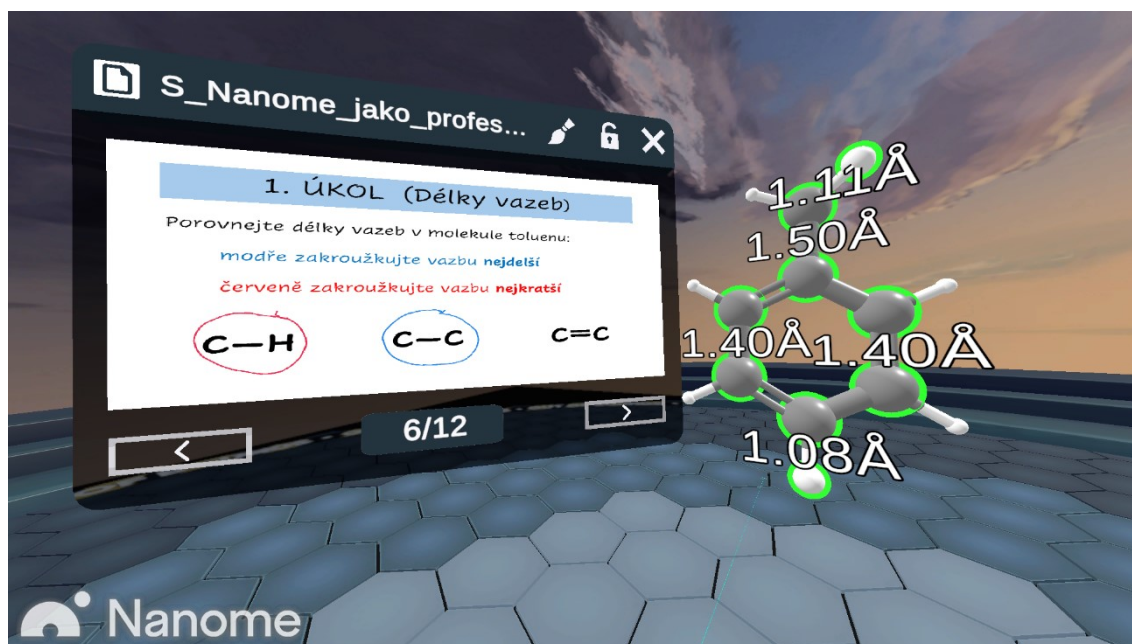 S_Nanome_jako_profes...
1. ÚKOL (Délky vazeb)
Porovnejte délky vazeb v molekule toluenu:
modře zakroužkujte vazbu nejdelší
červeně zakroužkujte vazbu nejkratší
C—H C—C C=C
< 6/12 >
1.11Å
1.50Å
1.40Å 1.40Å
1.08Å
Nanome